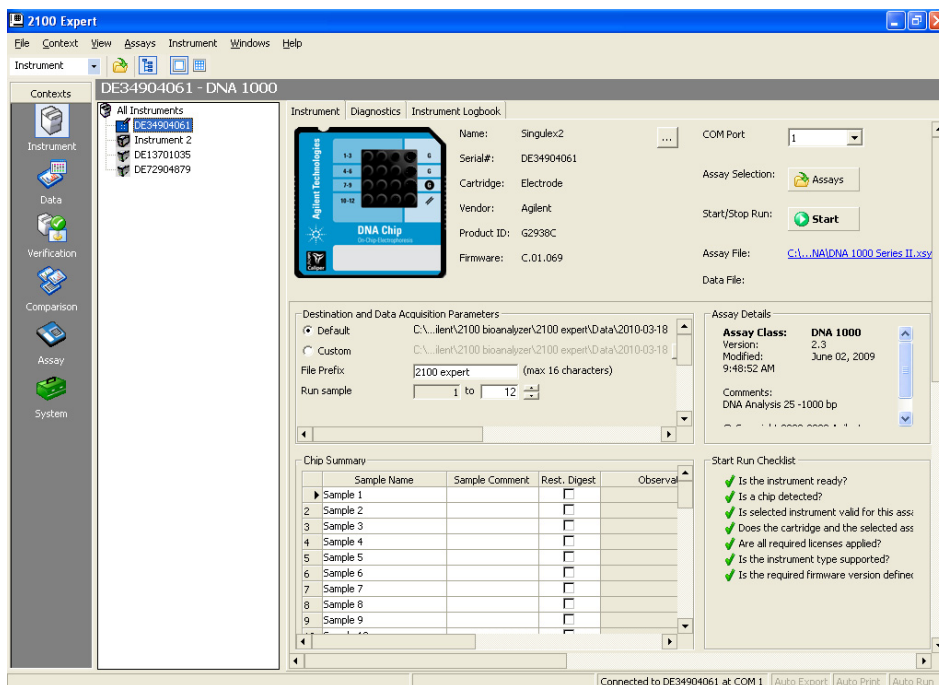 2100 Expert
File Context View Assays Instrument Windows Help
Instrument
Contexts
Instrument
Data
Verification
Comparison
Assay
System
DE34904061 - DNA 1000
All Instruments
DE34904061
Instrument 2
DE13701035
DE72904879
Instrument Diagnostics Instrument Logbook
Agilent Technologies
1-3
4-6
7-9
10-12
G
G
G
DNA Chip
On-Chip-Electrophoresis
Caliper
Name: Singulex2 ...
Serial#: DE34904061
Cartridge: Electrode
Vendor: Agilent
Product ID: G2938C
Firmware: C.01.069
COM Port 1
Assay Selection: Assays
Start/Stop Run: Start
Assay File: C:\...NA\DNA 1000 Series II.xsy
Data File:
Destination and Data Acquisition Parameters
Default C:\...ilent\2100 bioanalyzer\2100 expert\Data\2010-03-18
Custom C:\...ilent\2100 bioanalyzer\2100 expert\Data\2010-03-18
File Prefix 2100 expert (max 16 characters)
Run sample 1 to 12
Assay Details
Assay Class: DNA 1000
Version: 2.3
Modified: June 02, 2009
9:48:52 AM
Comments:
DNA Analysis 25 -1000 bp
Chip Summary
Sample Name Sample Comment Rest. Digest Observat
Sample 1
2 Sample 2
3 Sample 3
4 Sample 4
5 Sample 5
6 Sample 6
7 Sample 7
8 Sample 8
9 Sample 9
Start Run Checklist
Is the instrument ready?
Is a chip detected?
Is selected instrument valid for this assa
Does the cartridge and the selected ass
Are all required licenses applied?
Is the instrument type supported?
Is the required firmware version defined
Connected to DE34904061 at COM 1 Auto Export Auto Print Auto Run